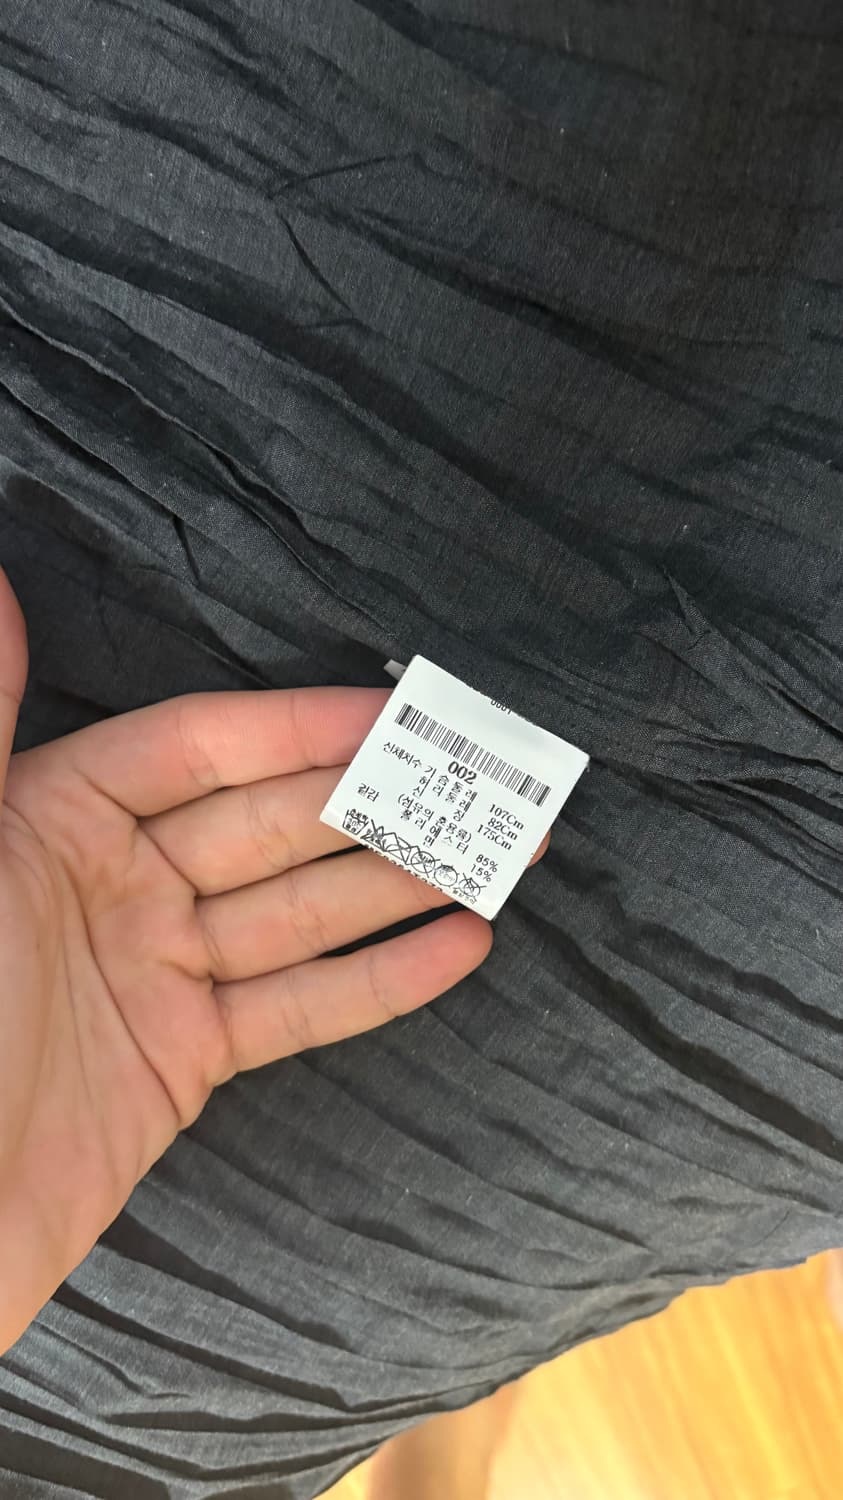 002
신체치수 가슴둘레 107Cm
허리둘레 82Cm
신 장 175Cm
겉감 (섬유의 혼용률)
폴리에스터 85%
면 15%